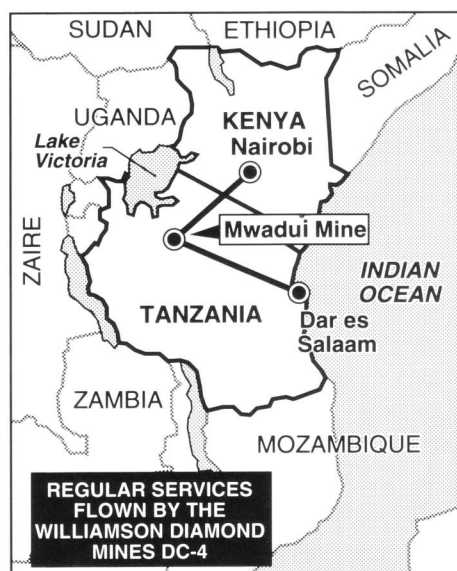 SUDAN
ETHIOPIA
SOMALIA
UGANDA
KENYA
Lake
Victoria
Nairobi
Mwadui Mine
ZAIRE
INDIAN
OCEAN
TANZANIA
Dar es
Salaam
ZAMBIA
MOZAMBIQUE
REGULAR SERVICES
FLOWN BY THE
WILLIAMSON DIAMOND
MINES DC-4